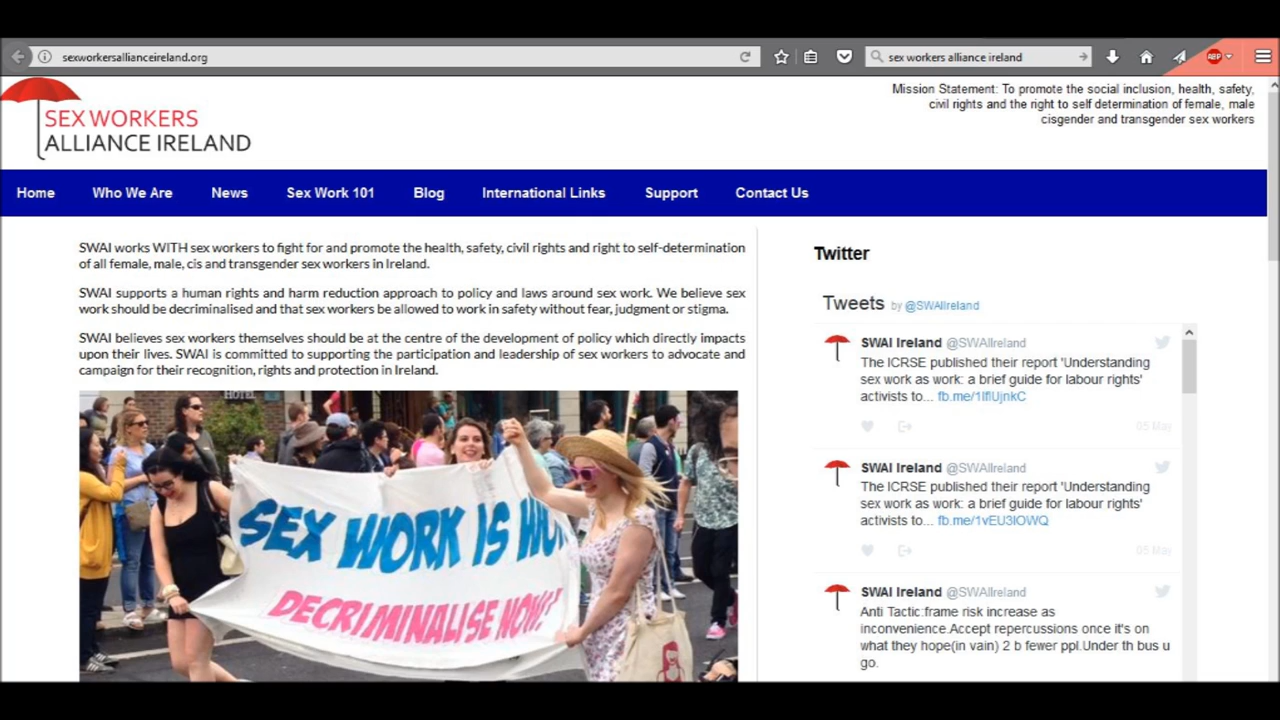 sexworkersallianceireland.org
sex workers alliance ireland
ABP
SEX WORKERS
ALLIANCE IRELAND
Mission Statement: To promote the social inclusion, health, safety,
civil rights and the right to self determination of female, male
cisgender and transgender sex workers
Home Who We Are News Sex Work 101 Blog International Links Support Contact Us
SWAI works WITH sex workers to fight for and promote the health, safety, civil rights and right to self-determination
of all female, male, cis and transgender sex workers in Ireland.
SWAI supports a human rights and harm reduction approach to policy and laws around sex work. We believe sex
work should be decriminalised and that sex workers be allowed to work in safety without fear, judgment or stigma.
SWAI believes sex workers themselves should be at the centre of the development of policy which directly impacts
upon their lives. SWAI is committed to supporting the participation and leadership of sex workers to advocate and
campaign for their recognition, rights and protection in Ireland.
HOTEL
SEX WORK IS WO
DECRIMINALISE NOW!
Twitter
Tweets by @SWAIIreland
SWAI Ireland @SWAIIreland
The ICRSE published their report 'Understanding
sex work as work: a brief guide for labour rights'
activists to...
05 May
SWAI Ireland @SWAIIreland
The ICRSE published their report 'Understanding
sex work as work: a brief guide for labour rights'
activists to... fb.me/1vEU3IOWQ
05 May
SWAI Ireland @SWAIIreland
Anti Tactic:frame risk increase as
inconvenience.Accept repercussions once it's on
what they hope(in vain) 2 b fewer ppl.Under th bus u
go.